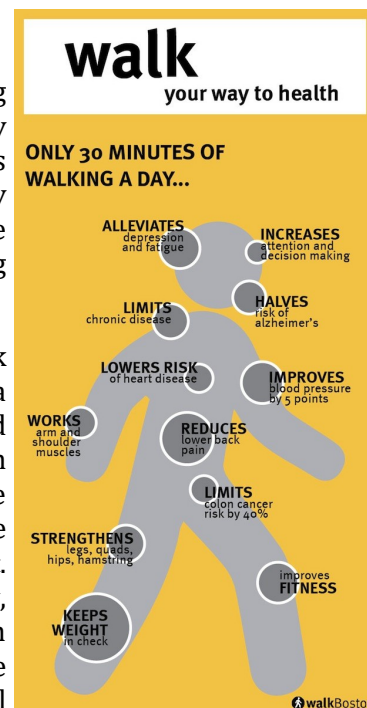 walk
your way to health
ONLY 30 MINUTES OF
WALKING A DAY...
ALLEVIATES
depression
and fatigue
INCREASES
attention and
decision making
HALVES
risk of
alzheimer's
LIMITS
chronic disease
LOWERS RISK
of heart disease
IMPROVES
blood pressure
by 5 points
WORKS
arm and
shoulder
muscles
REDUCES
lower back
pain
LIMITS
colon cancer
risk by 40%
STRENGTHENS
legs, quads,
hips, hamstring
improves
FITNESS
KEEPS
WEIGHT
in check
walkBosto